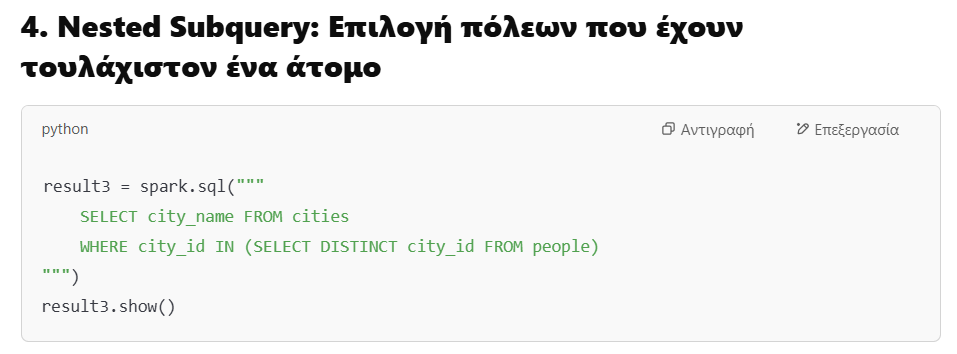 4. Nested Subquery: Επιλογή πόλεων που έχουν
τουλάχιστον ένα άτομο
python
Αντιγραφή
Επεξεργασία
result3 = spark.sql("""
    SELECT city_name FROM cities
    WHERE city_id IN (SELECT DISTINCT city_id FROM people)
""")
result3.show()